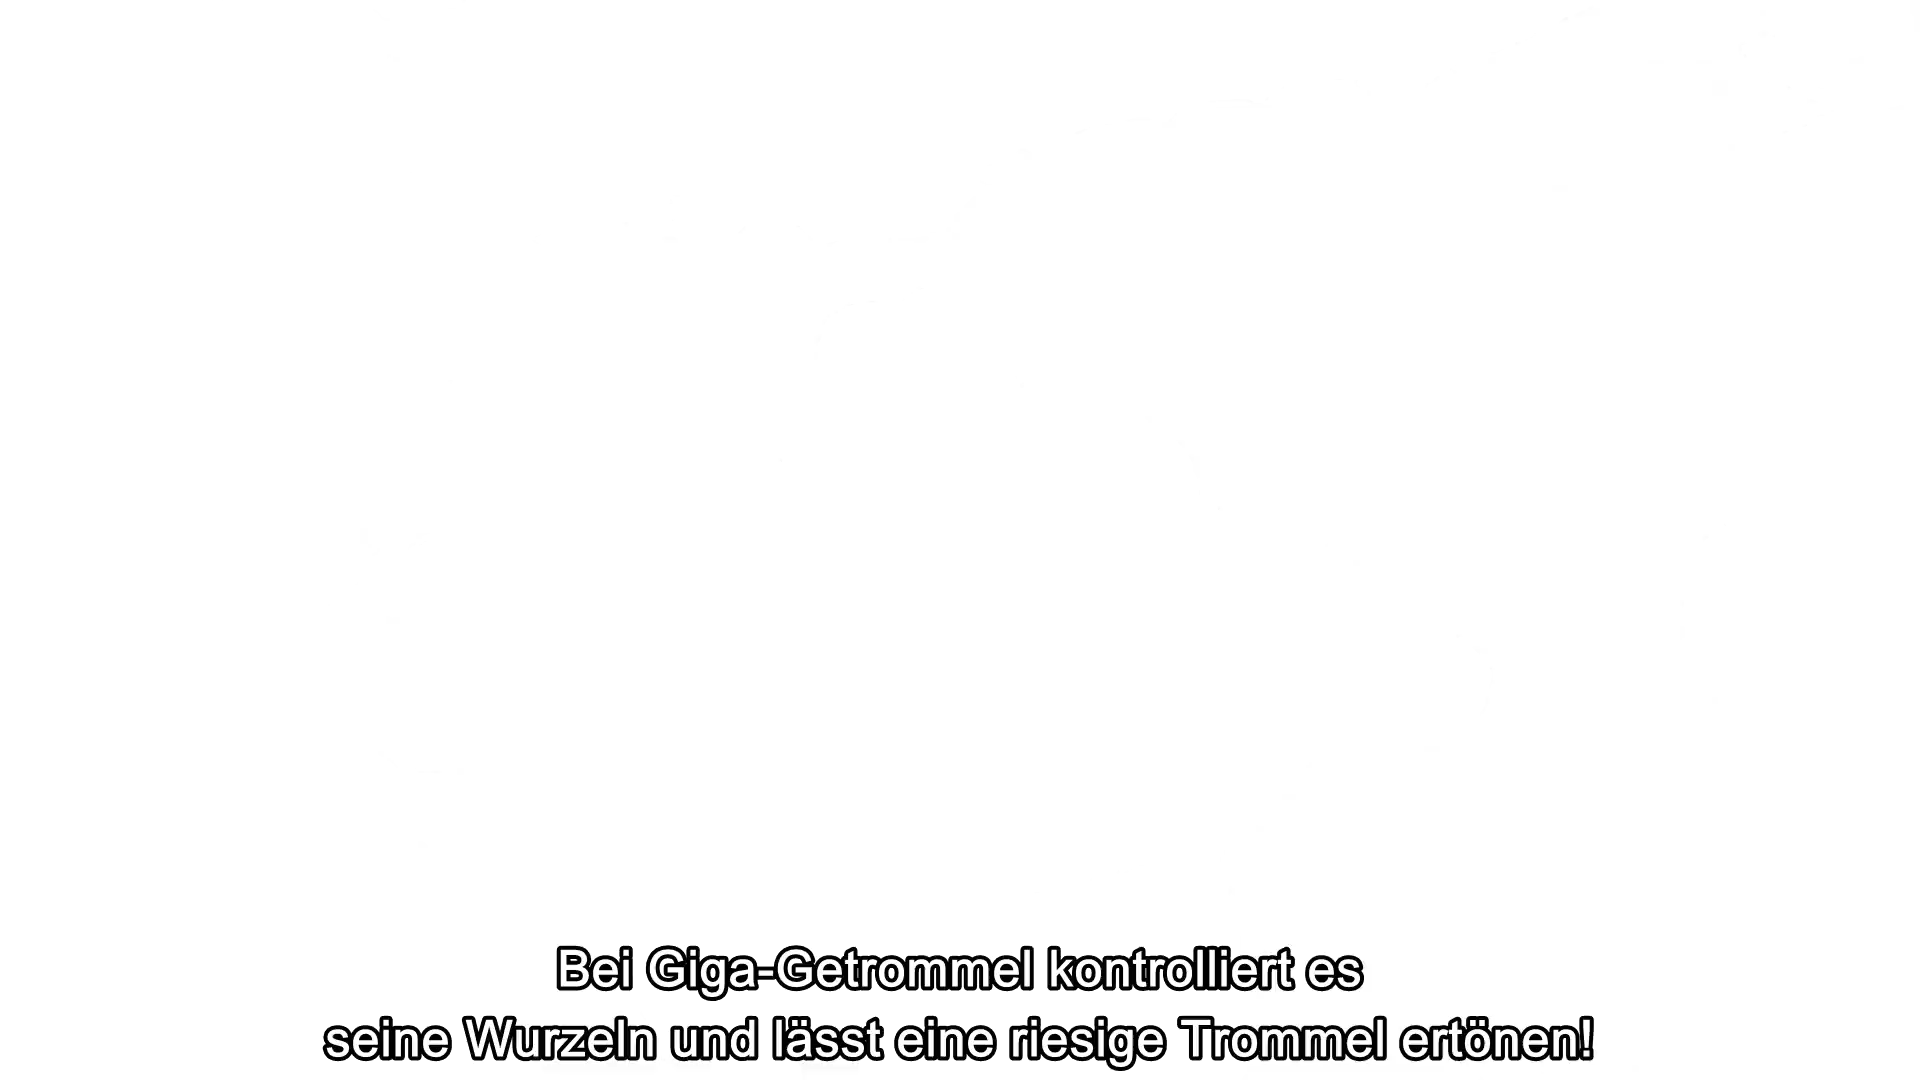 Bei Giga-Getrommel kontrolliert es
seine Wurzeln und lässt eine riesige Trommel ertönen!